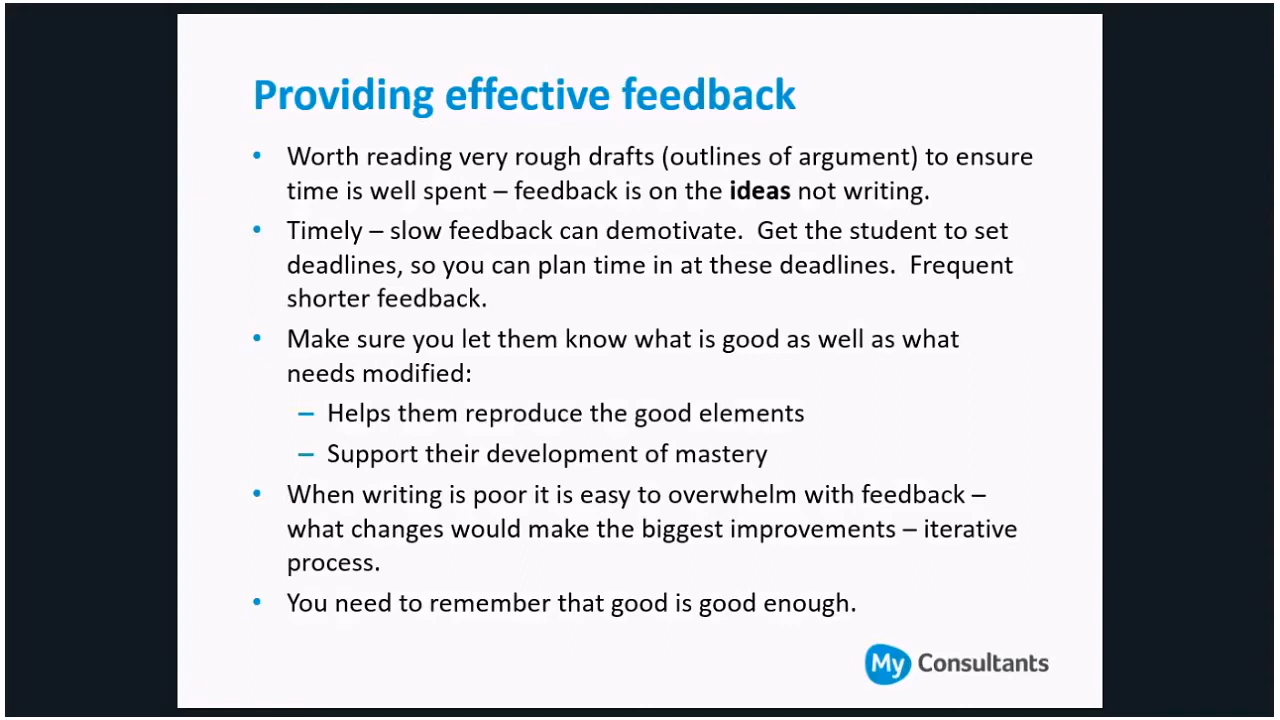 Providing effective feedback
• Worth reading very rough drafts (outlines of argument) to ensure
time is well spent – feedback is on the ideas not writing.
• Timely – slow feedback can demotivate.  Get the student to set
deadlines, so you can plan time in at these deadlines.  Frequent
shorter feedback.
• Make sure you let them know what is good as well as what
needs modified:
– Helps them reproduce the good elements
– Support their development of mastery
• When writing is poor it is easy to overwhelm with feedback –
what changes would make the biggest improvements – iterative
process.
• You need to remember that good is good enough.
My Consultants